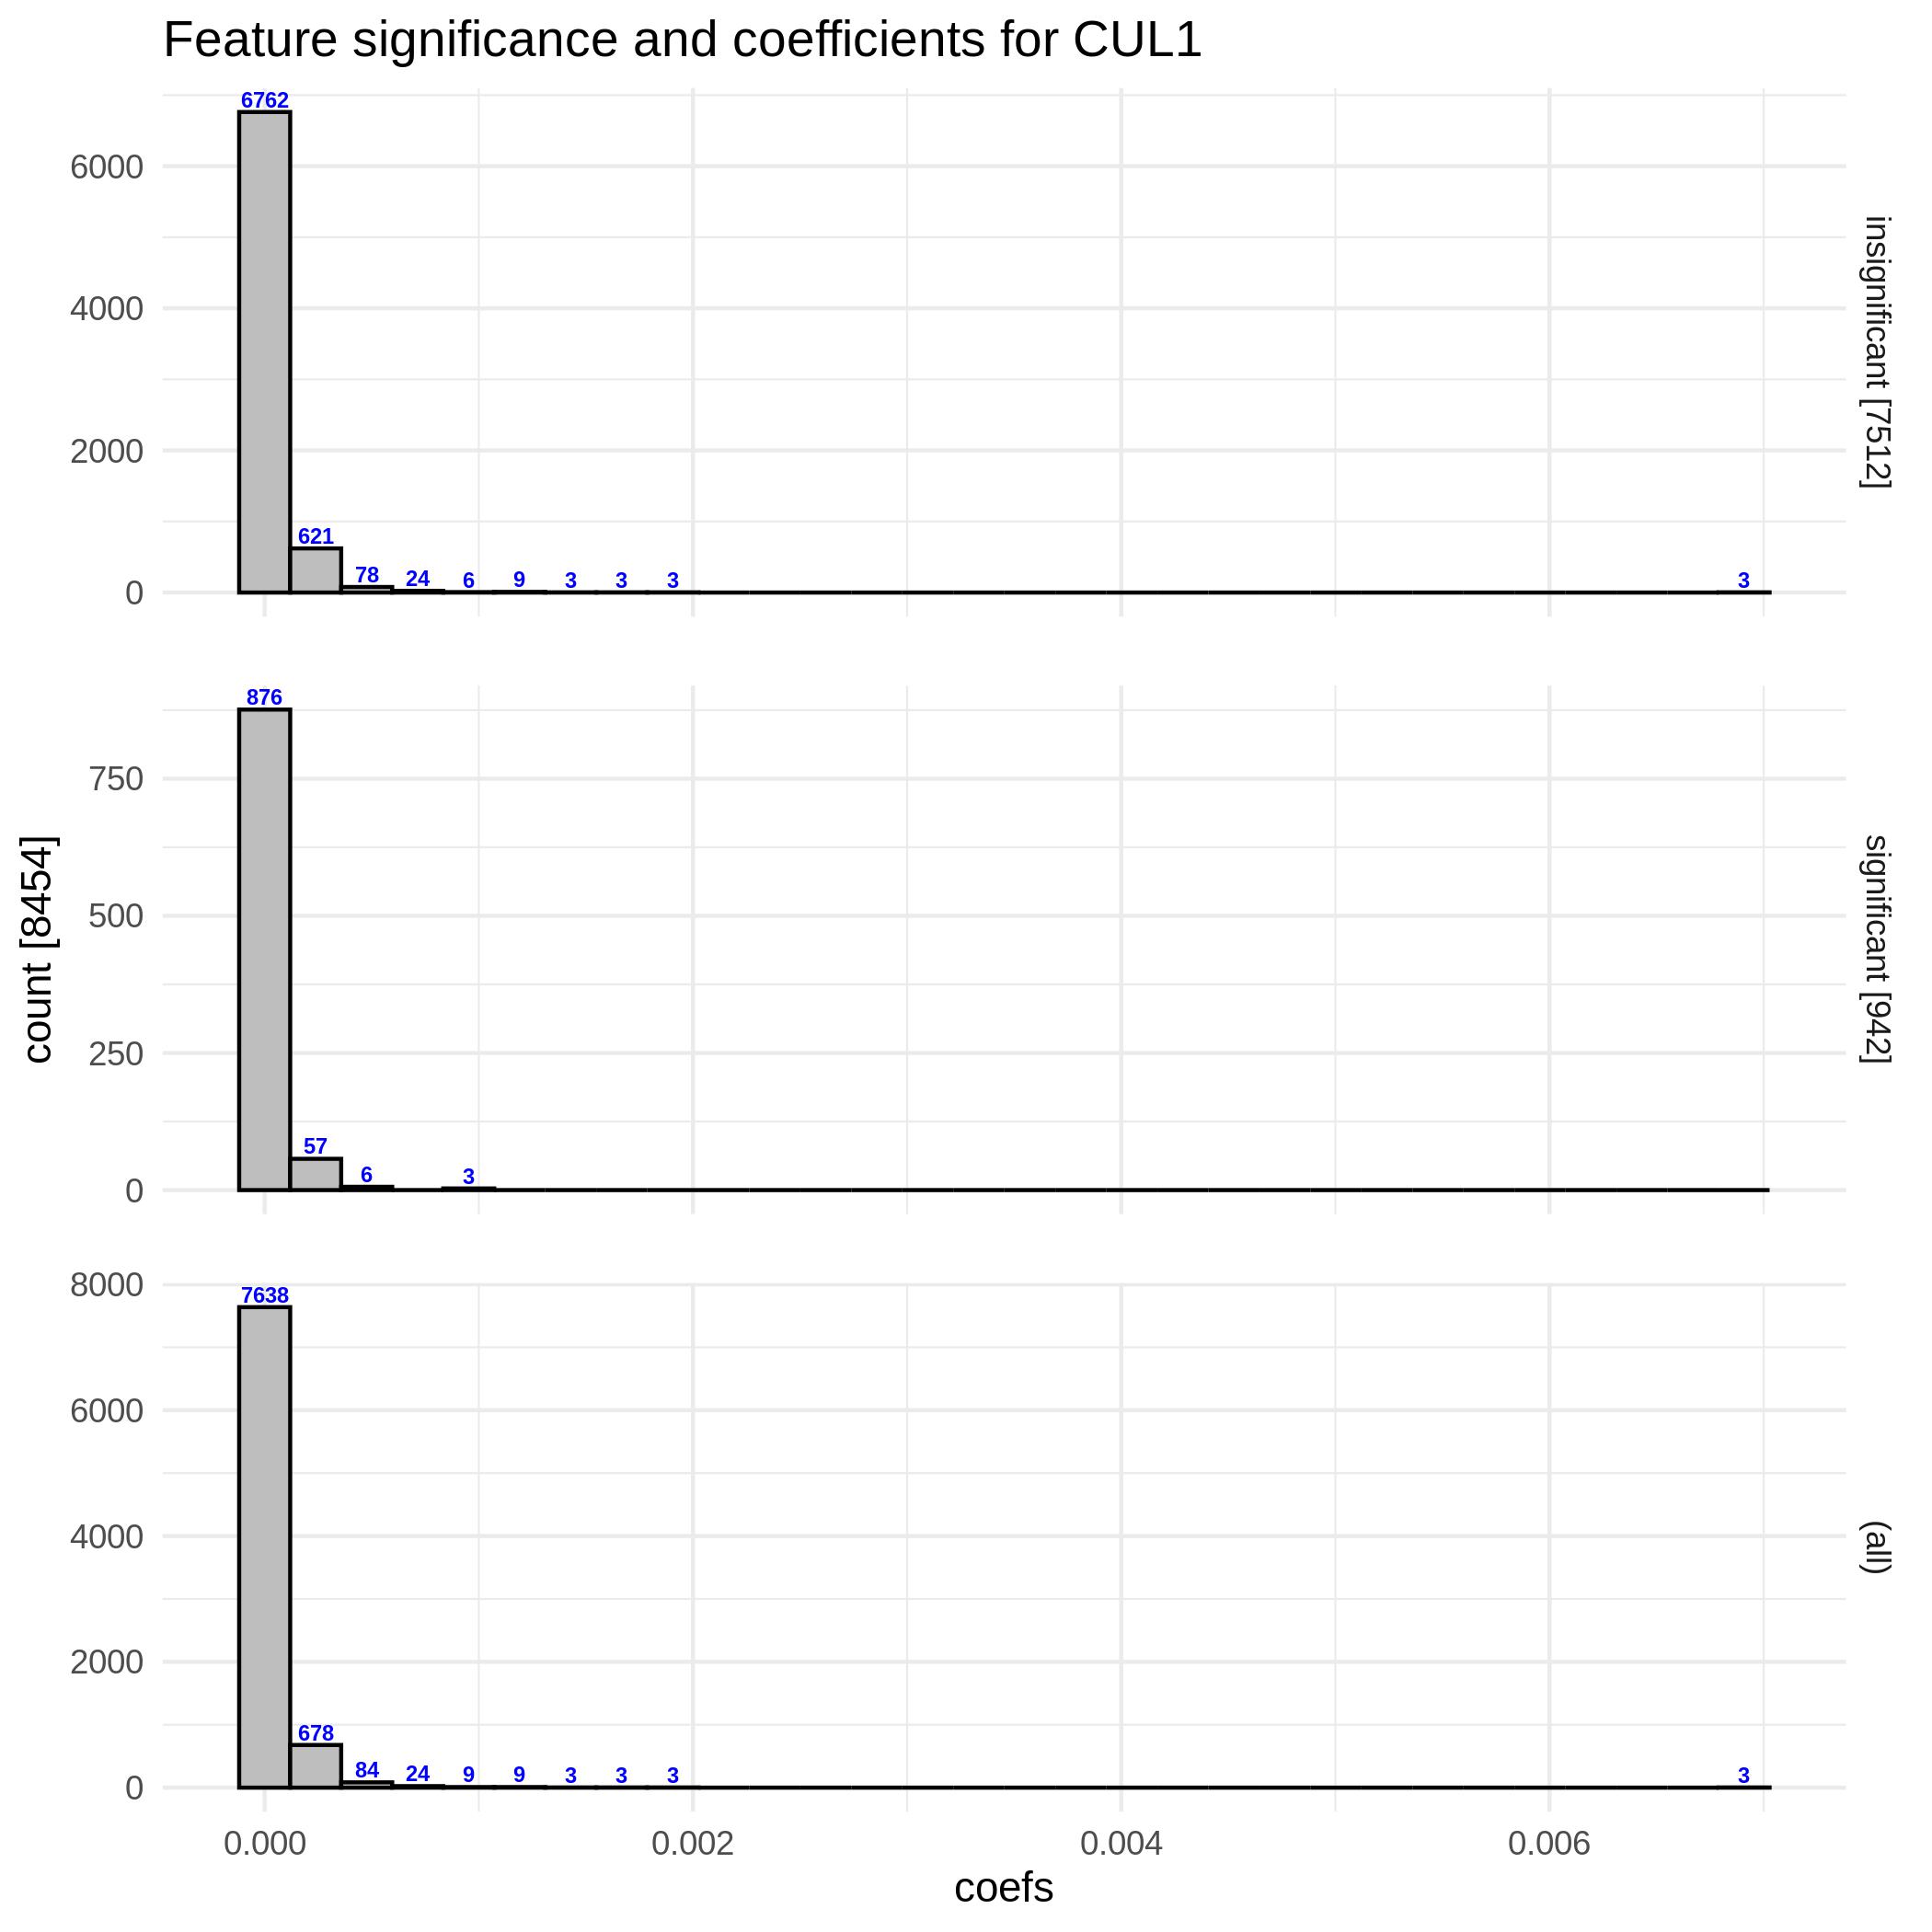 Feature significance and coefficients for CUL1
6762
6000
4000
2000
621
78 24 6 9 3 3 3 3
0
insignificant [7512]
876
750
500
250
57
6 3
0
significant [942]
count [8454]
8000
7638
6000
4000
2000
678
84 24 9 9 3 3 3 3
0
(all)
0.000 0.002 0.004 0.006
coefs